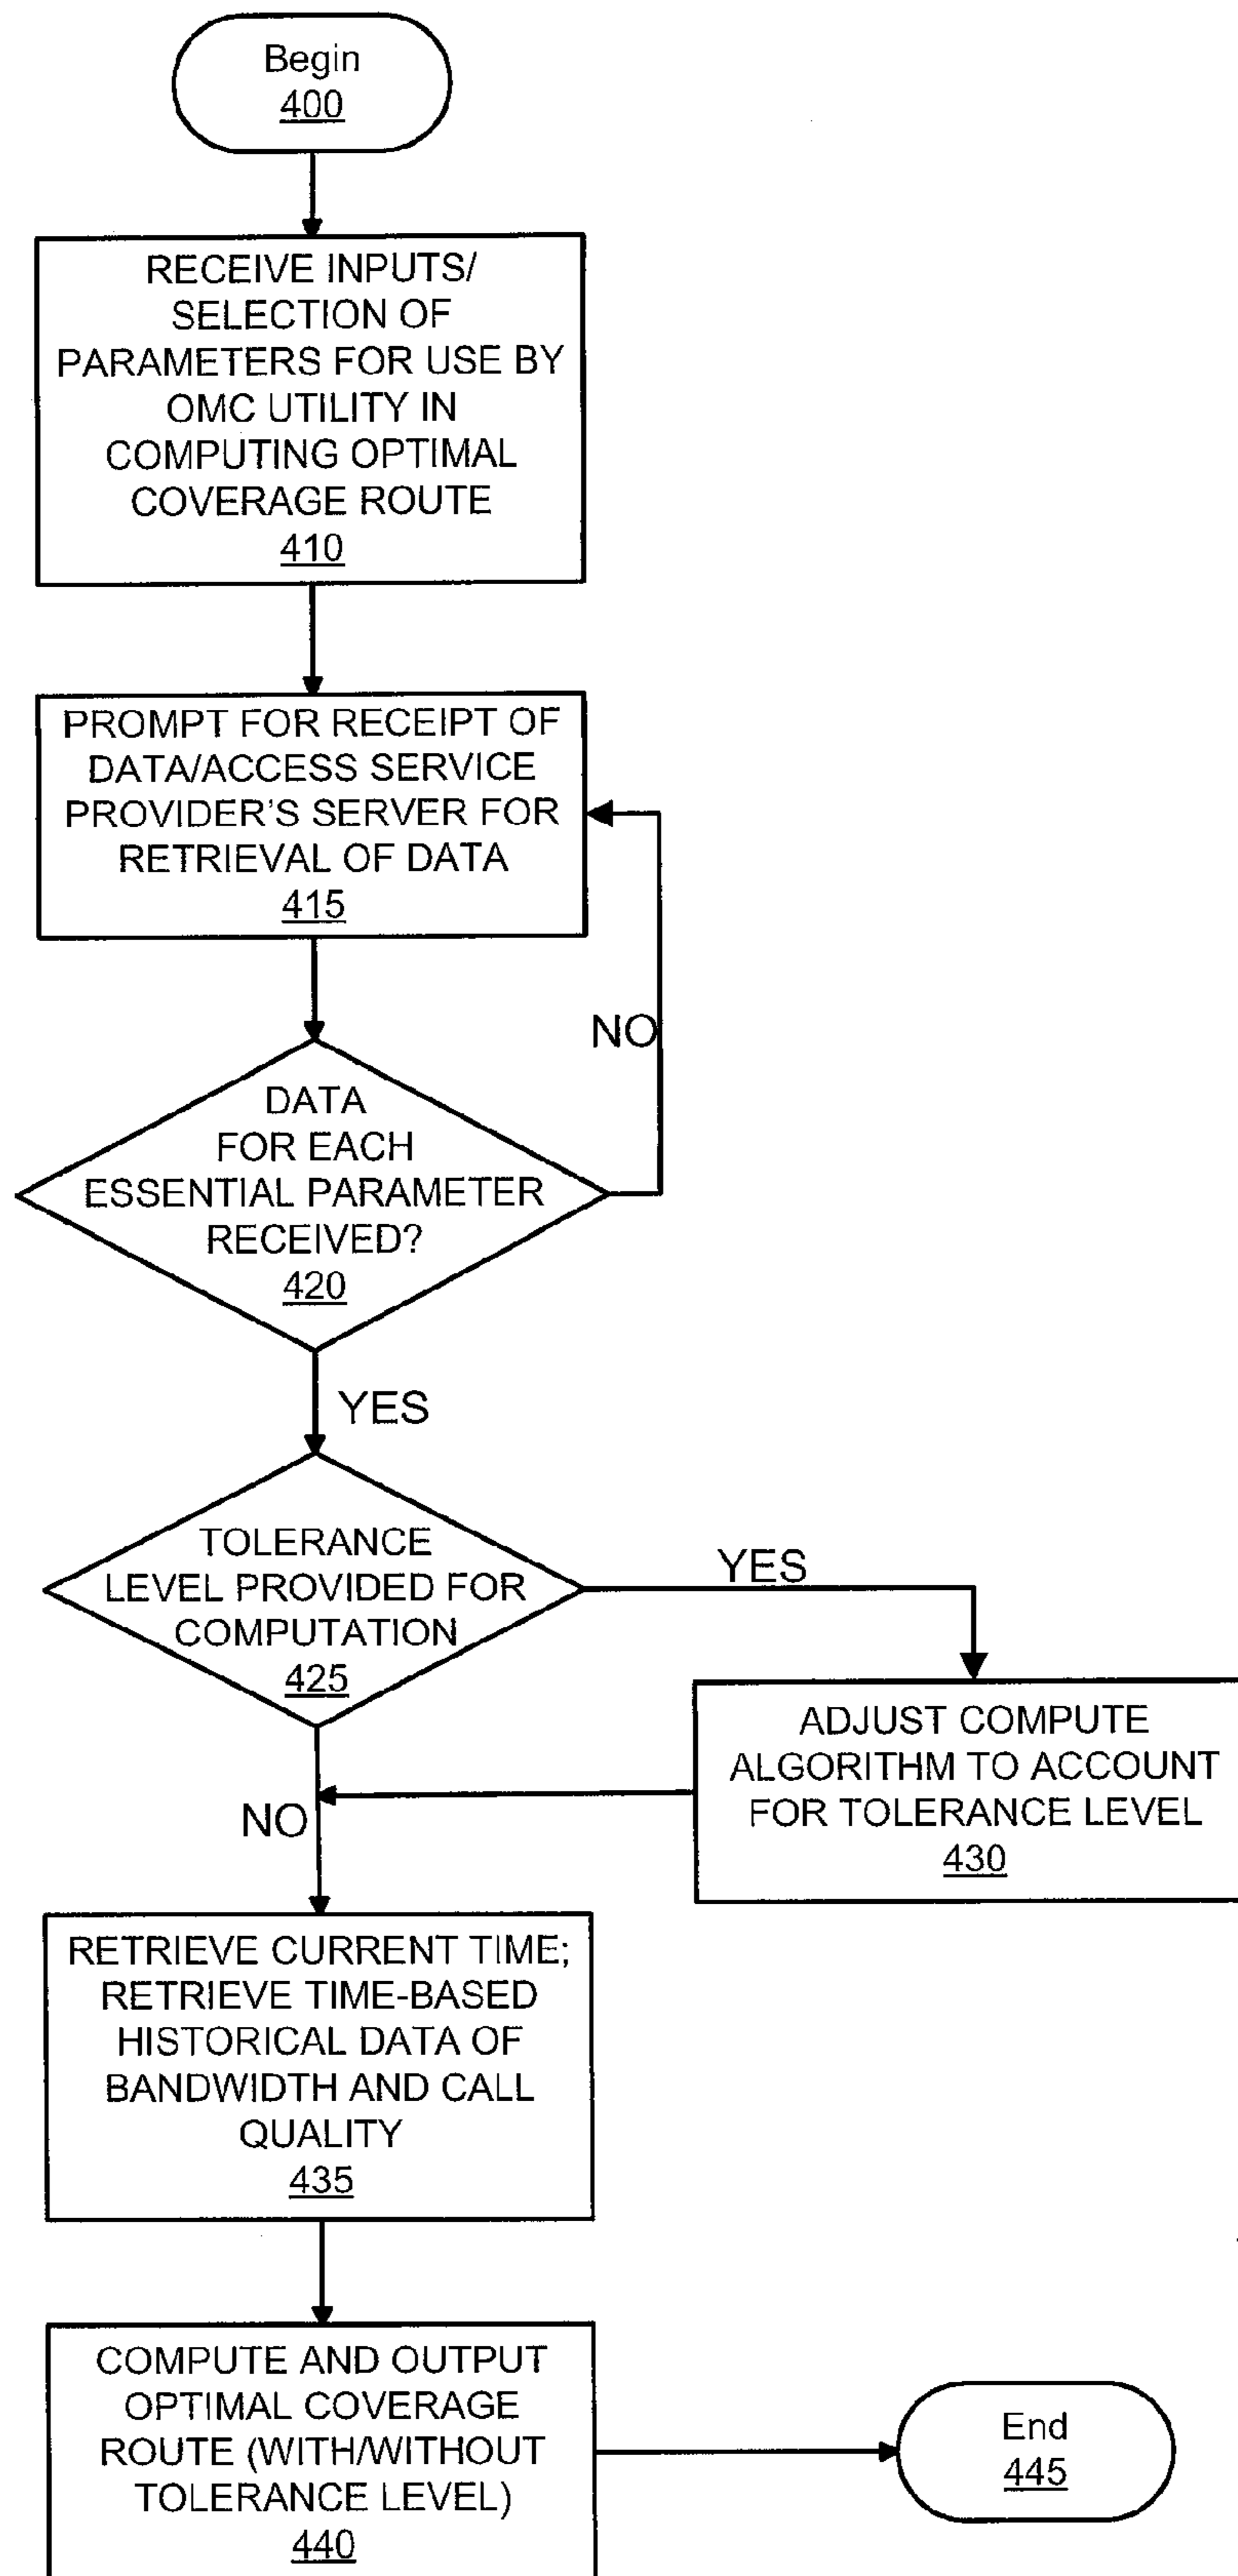 Begin
400
RECEIVE INPUTS/
SELECTION OF
PARAMETERS FOR USE BY
OMC UTILITY IN
COMPUTING OPTIMAL
COVERAGE ROUTE
410
PROMPT FOR RECEIPT OF
DATA/ACCESS SERVICE
PROVIDER'S SERVER FOR
RETRIEVAL OF DATA
415
NO
DATA
FOR EACH
ESSENTIAL PARAMETER
RECEIVED?
420
YES
TOLERANCE
LEVEL PROVIDED FOR
COMPUTATION
425
YES
ADJUST COMPUTE
ALGORITHM TO ACCOUNT
FOR TOLERANCE LEVEL
430
NO
RETRIEVE CURRENT TIME;
RETRIEVE TIME-BASED
HISTORICAL DATA OF
BANDWIDTH AND CALL
QUALITY
435
COMPUTE AND OUTPUT
OPTIMAL COVERAGE
ROUTE (WITH/WITHOUT
TOLERANCE LEVEL)
440
End
445